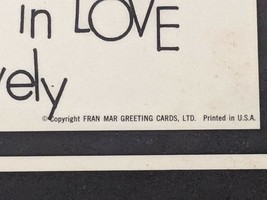 in LOVE
vely
© Copyright FRAN MAR GREETING CARDS, LTD. Printed in U.S.A.